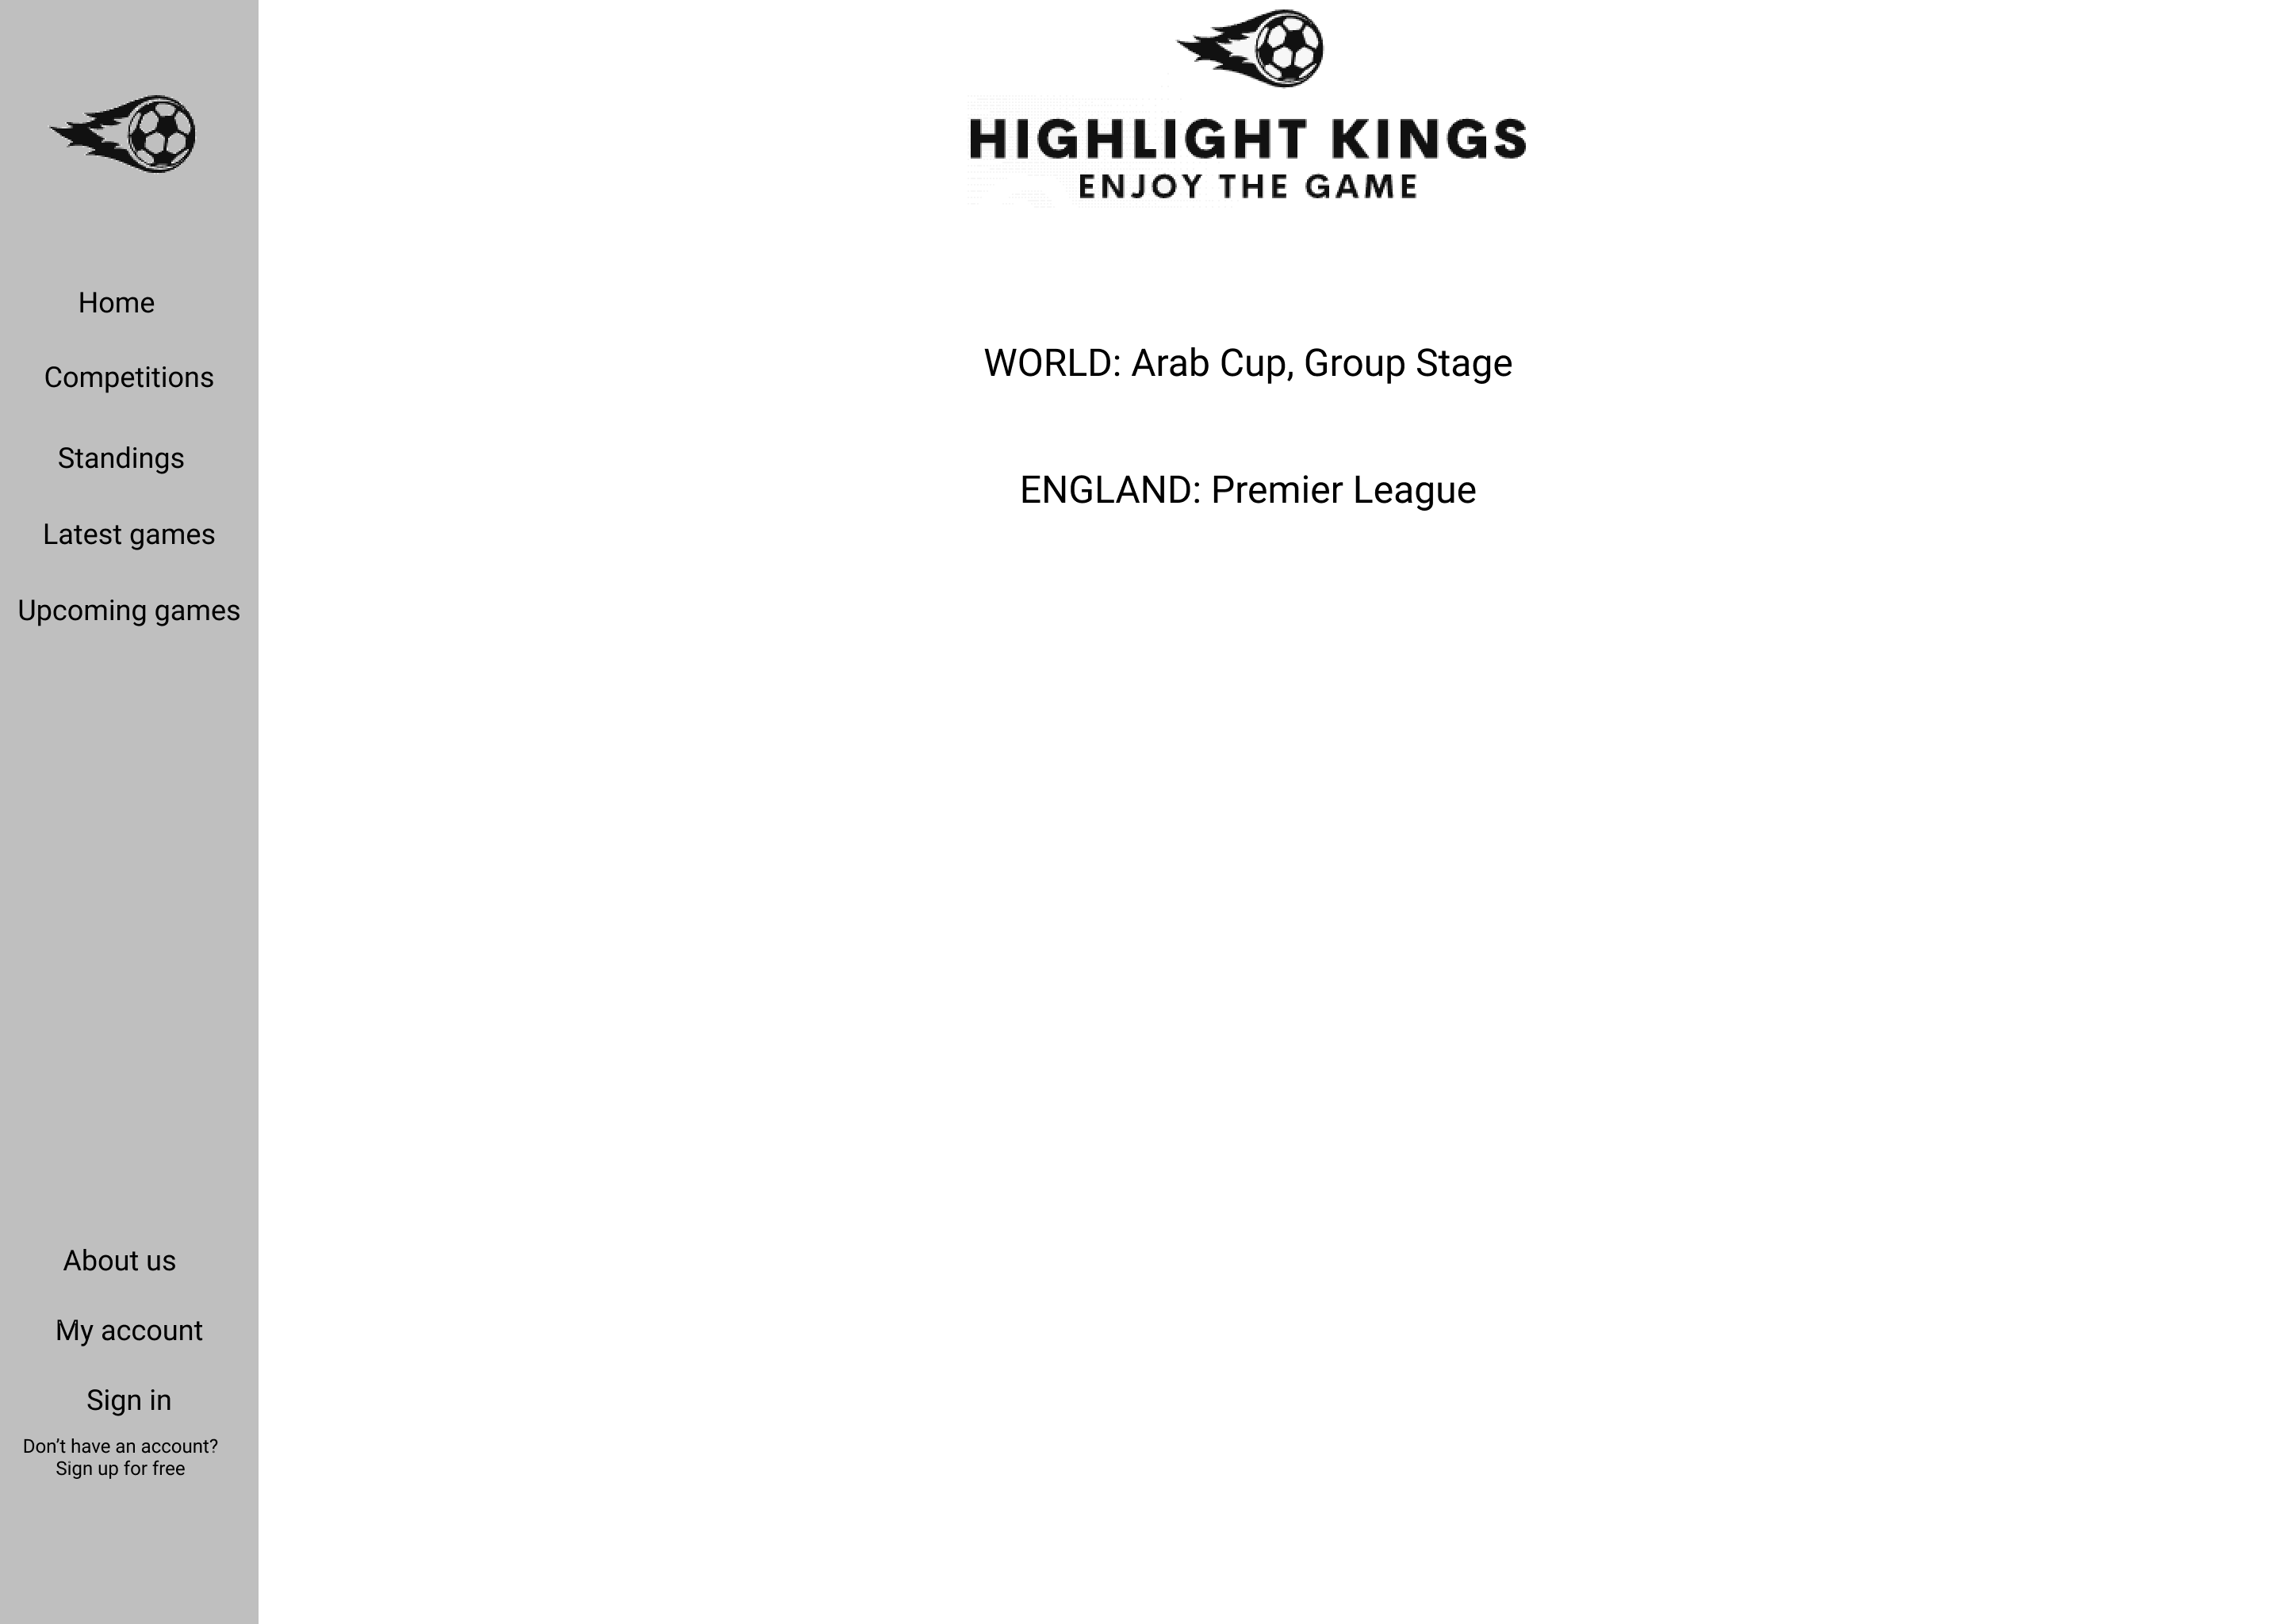 HIGHLIGHT KINGS
ENJOY THE GAME
Home
Competitions
Standings
Latest games
Upcoming games
WORLD: Arab Cup, Group Stage
ENGLAND: Premier League
About us
My account
Sign in
Don’t have an account?
Sign up for free